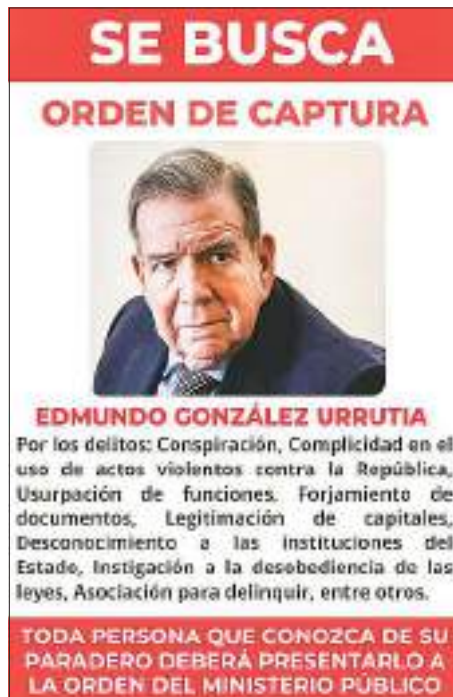 SE BUSCA
ORDEN DE CAPTURA
EDMUNDO GONZÁLEZ URRUTIA
Por los delitos: Conspiración, Complicidad en el
uso de actos violentos contra la República,
Usurpación de funciones, Forjamiento de
documentos, Legitimación de capitales,
Desconocimiento a las instituciones del
Estado, Instigación a la desobediencia de las
leyes, Asociación para delinquir, entre otros.
TODA PERSONA QUE CONOZCA DE SU
PARADERO DEBERÁ PRESENTARLO A
LA ORDEN DEL MINISTERIO PÚBLICO